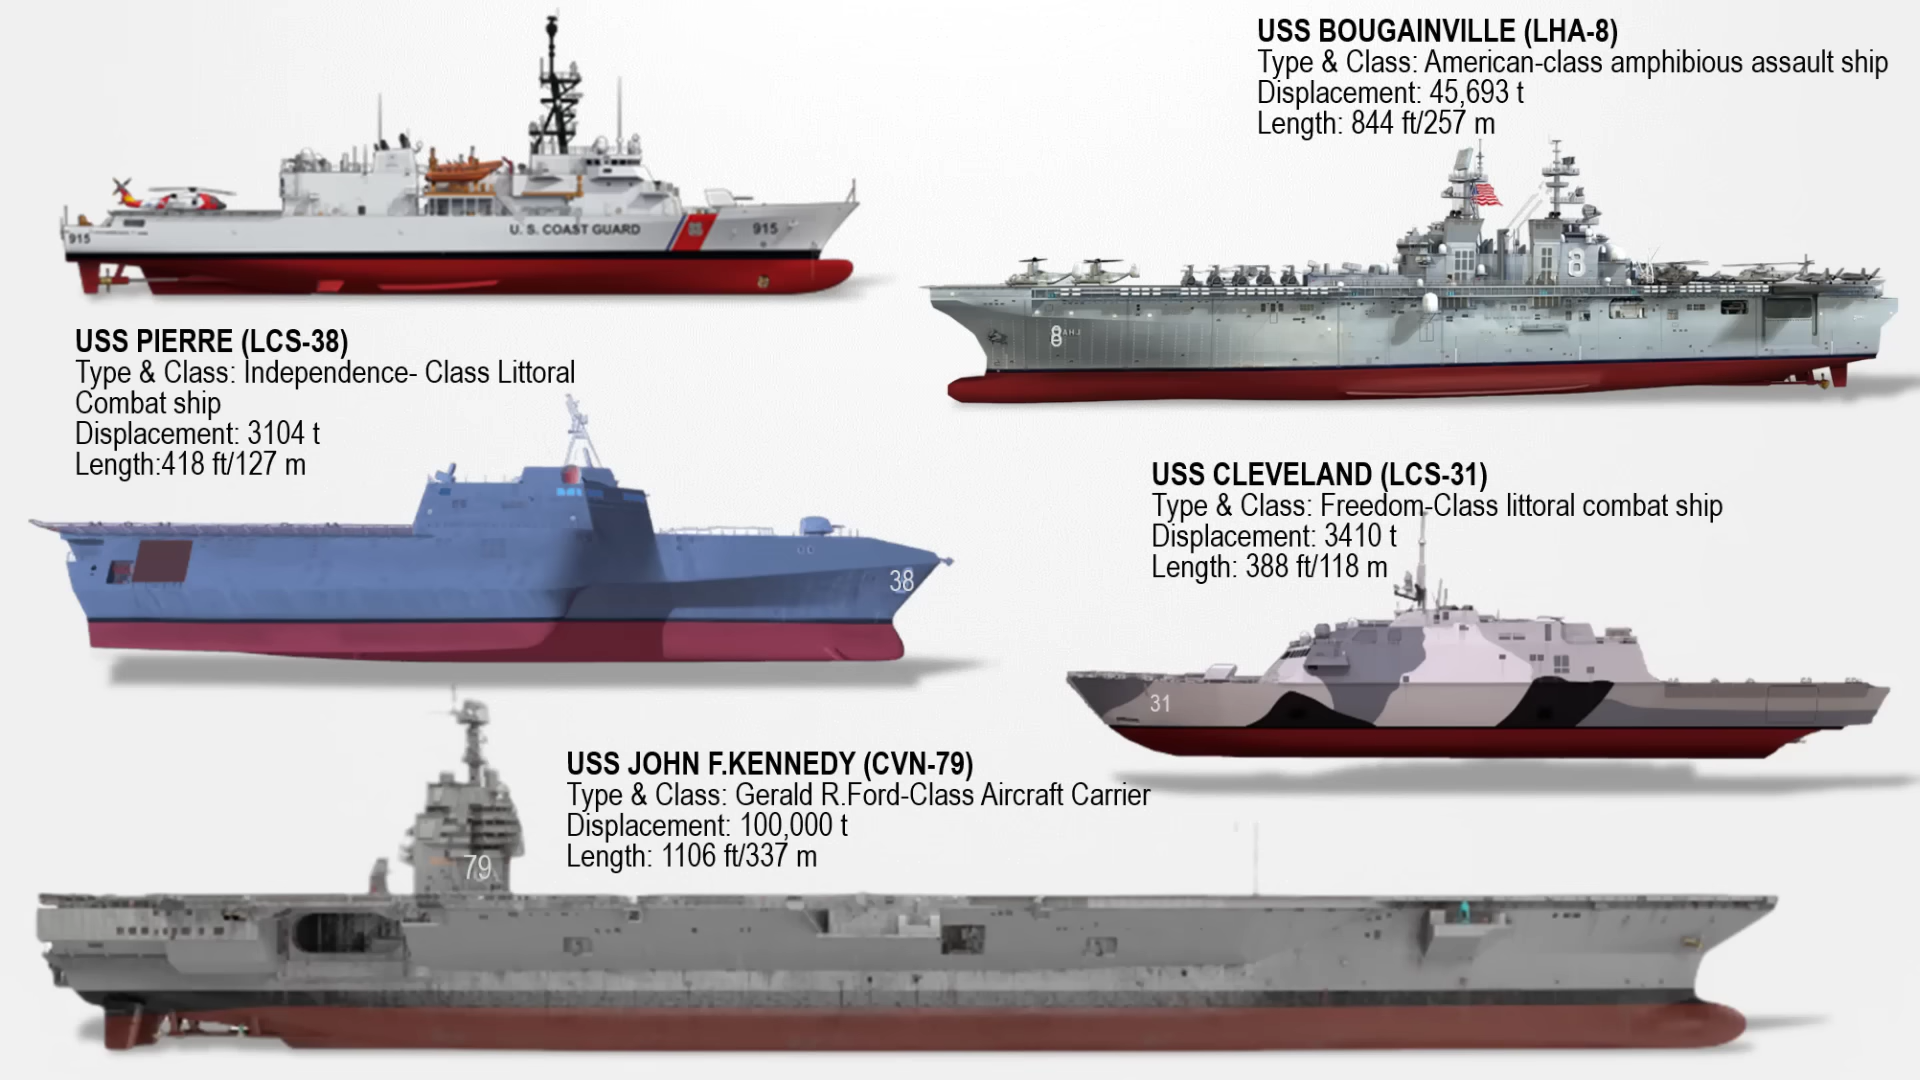 U. S. COAST GUARD
915
915
USS BOUGAINVILLE (LHA-8)
Type & Class: American-class amphibious assault ship
Displacement: 45,693 t
Length: 844 ft/257 m
8
8
USS PIERRE (LCS-38)
Type & Class: Independence- Class Littoral
Combat ship
Displacement: 3104 t
Length:418 ft/127 m
38
USS CLEVELAND (LCS-31)
Type & Class: Freedom-Class littoral combat ship
Displacement: 3410 t
Length: 388 ft/118 m
31
USS JOHN F.KENNEDY (CVN-79)
Type & Class: Gerald R.Ford-Class Aircraft Carrier
Displacement: 100,000 t
Length: 1106 ft/337 m
79